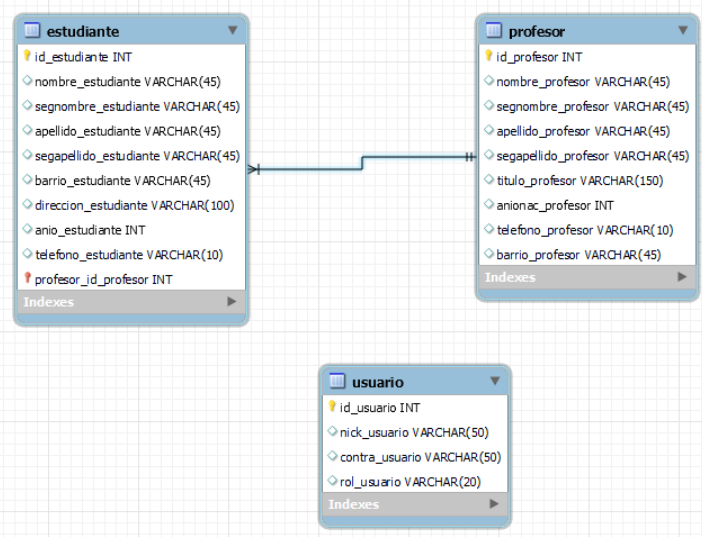 estudiante
id_estudiante INT
nombre_estudiante VARCHAR(45)
segnombre_estudiante VARCHAR(45)
apellido_estudiante VARCHAR(45)
segapellido_estudiante VARCHAR(45)
barrio_estudiante VARCHAR(45)
direccion_estudiante VARCHAR(100)
anio_estudiante INT
telefono_estudiante VARCHAR(10)
profesor_id_profesor INT
Indexes
profesor
id_profesor INT
nombre_profesor VARCHAR(45)
segnombre_profesor VARCHAR(45)
apellido_profesor VARCHAR(45)
segapellido_profesor VARCHAR(45)
titulo_profesor VARCHAR(150)
anionac_profesor INT
telefono_profesor VARCHAR(10)
barrio_profesor VARCHAR(45)
Indexes
usuario
id_usuario INT
nick_usuario VARCHAR(50)
contra_usuario VARCHAR(50)
rol_usuario VARCHAR(20)
Indexes